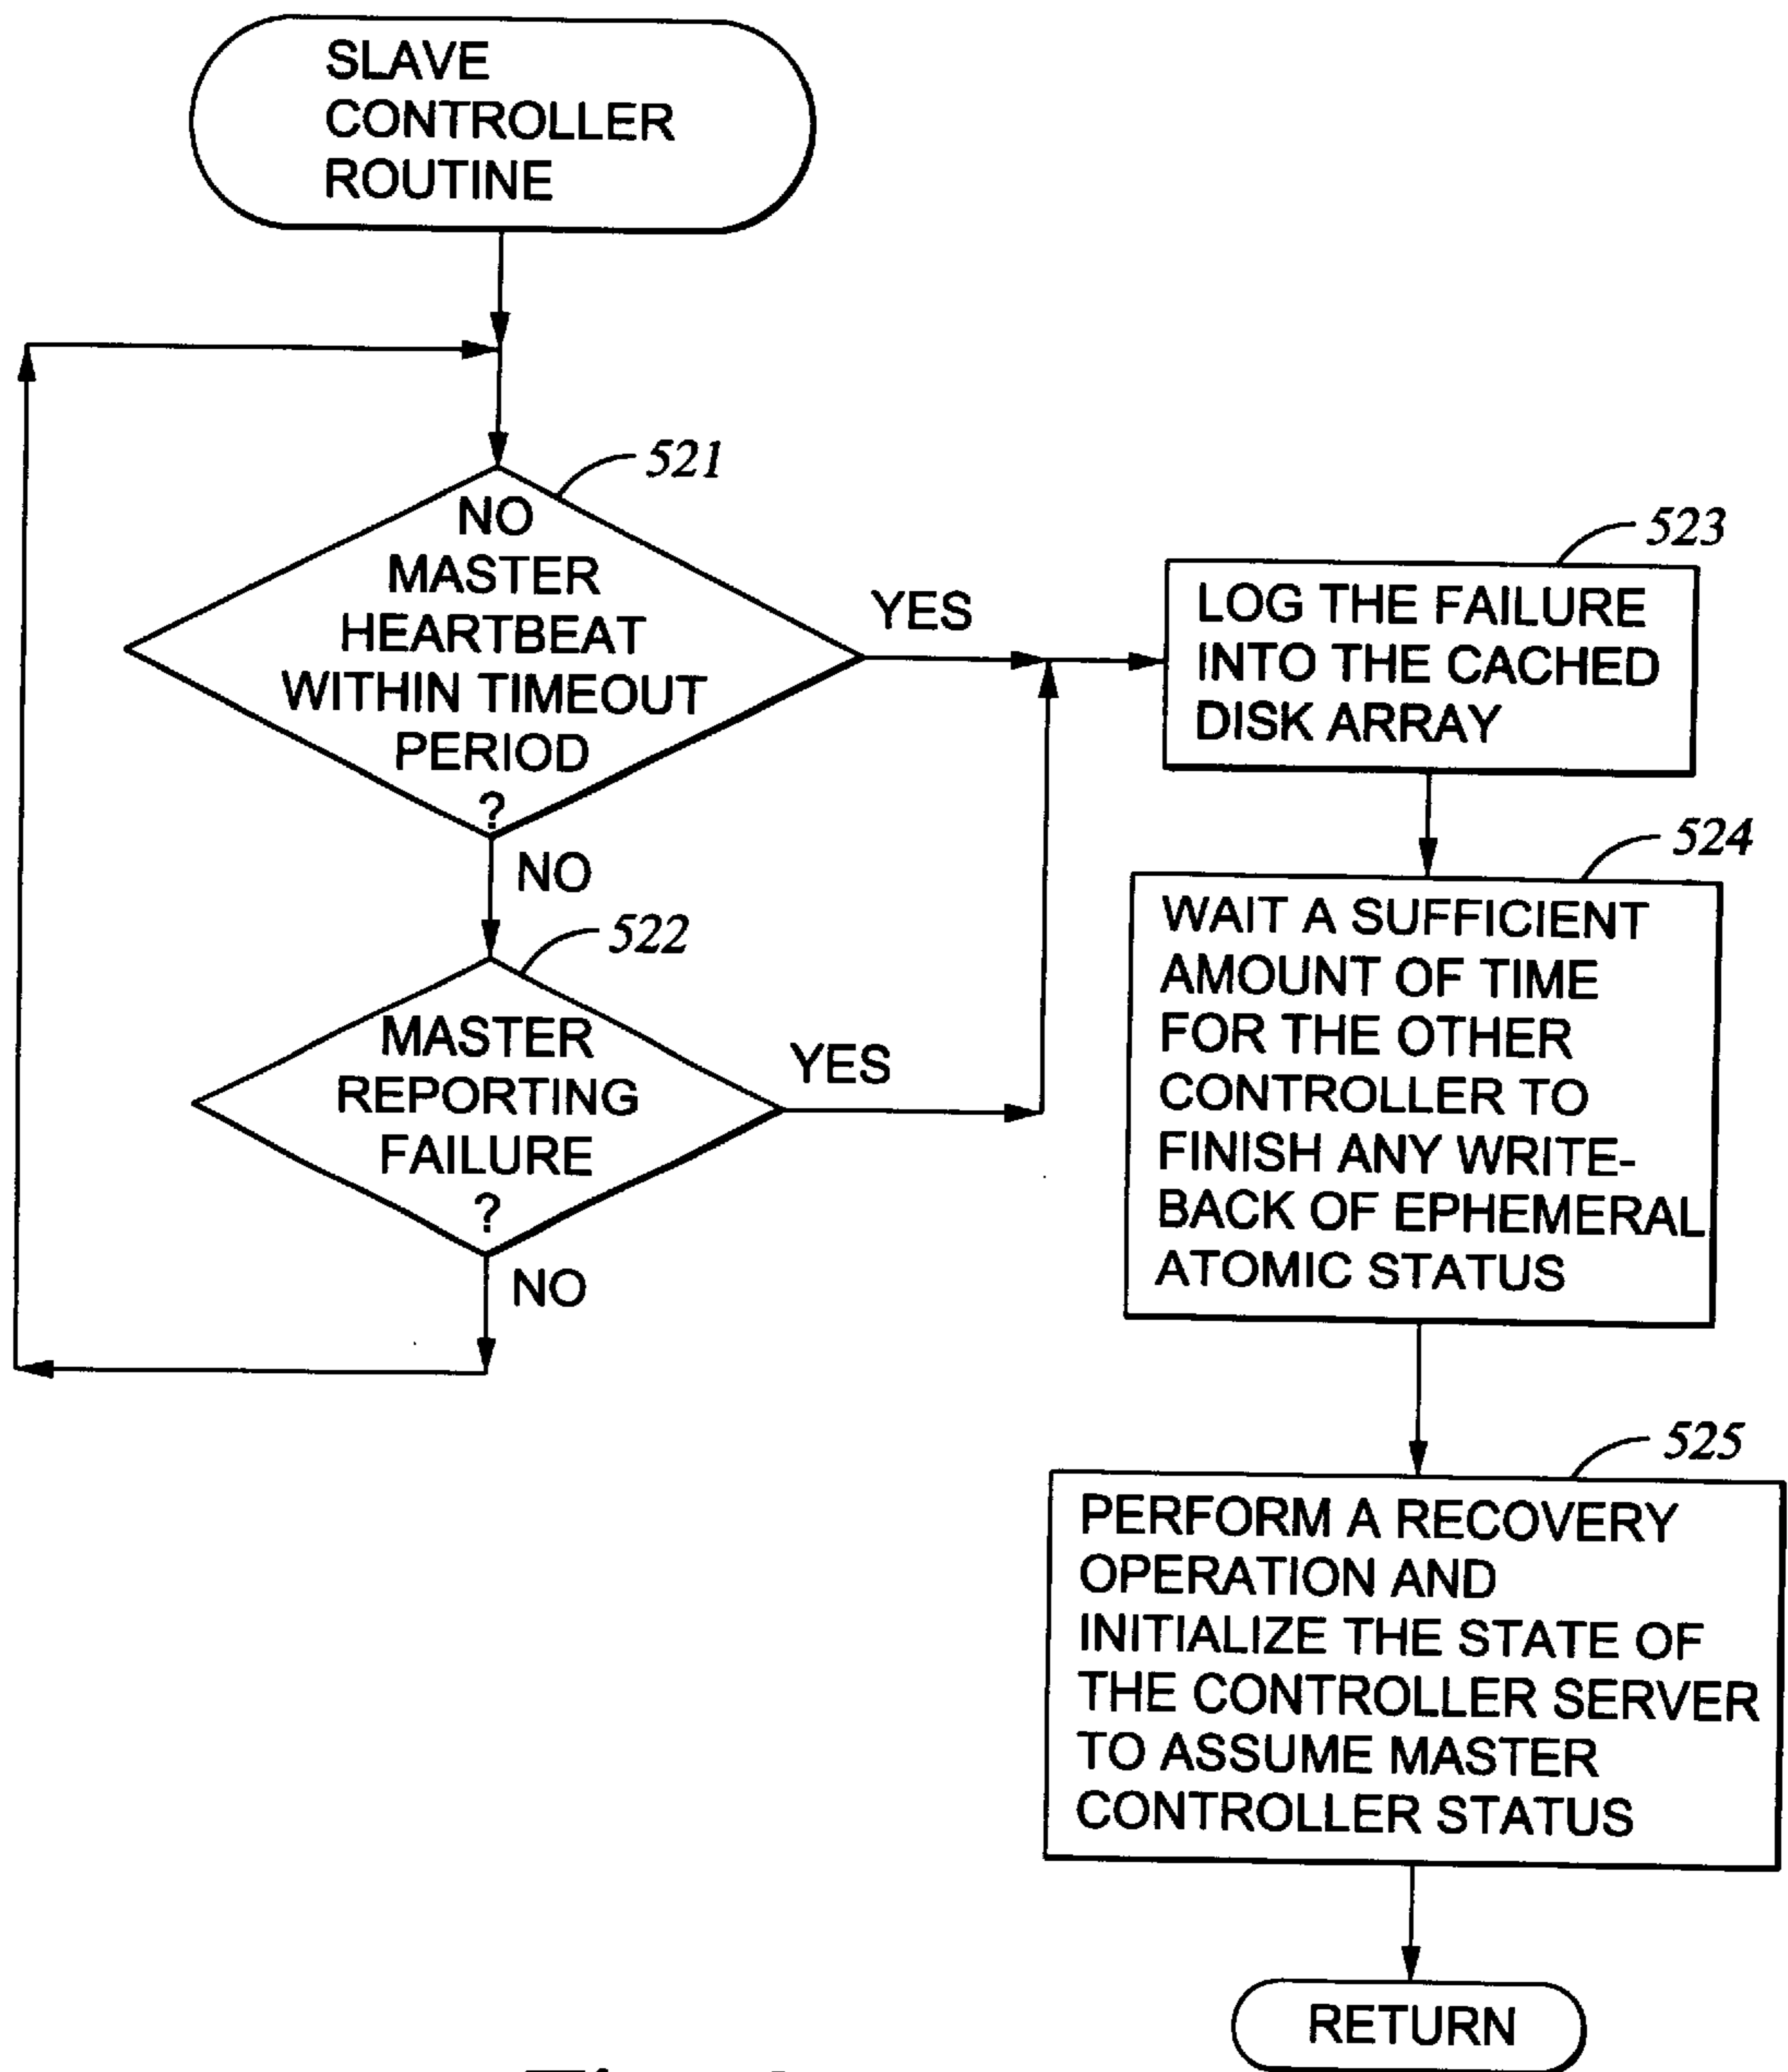 SLAVE
CONTROLLER
ROUTINE
521
NO
MASTER
HEARTBEAT
WITHIN TIMEOUT
PERIOD
?
YES
NO
522
MASTER
REPORTING
FAILURE
?
YES
NO
523
LOG THE FAILURE
INTO THE CACHED
DISK ARRAY
524
WAIT A SUFFICIENT
AMOUNT OF TIME
FOR THE OTHER
CONTROLLER TO
FINISH ANY WRITE-
BACK OF EPHEMERAL
ATOMIC STATUS
525
PERFORM A RECOVERY
OPERATION AND
INITIALIZE THE STATE OF
THE CONTROLLER SERVER
TO ASSUME MASTER
CONTROLLER STATUS
RETURN